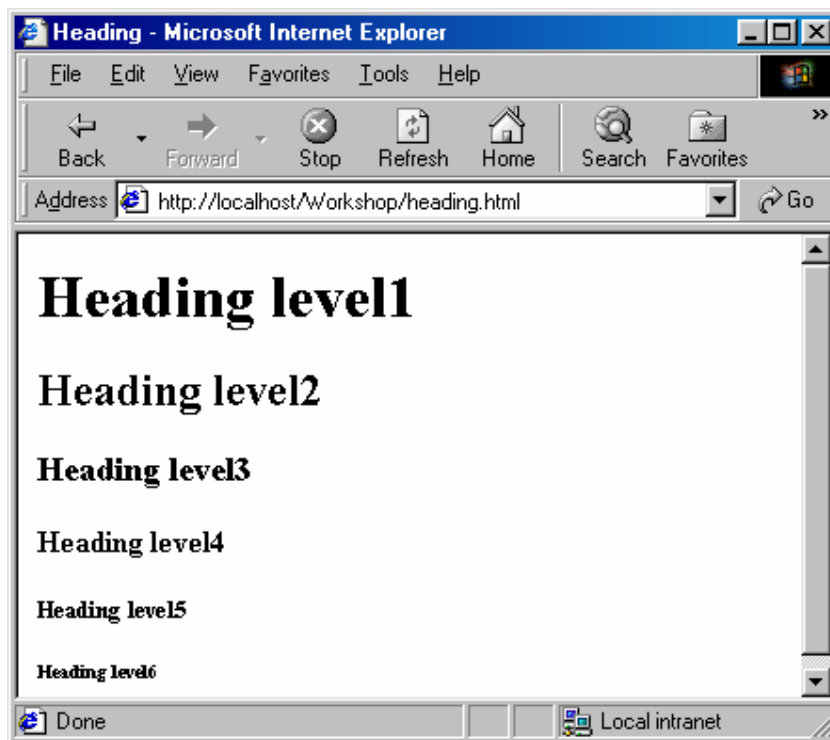 Heading - Microsoft Internet Explorer
File Edit View Favorites Tools Help
Back Forward Stop Refresh Home Search Favorites »
Address http://localhost/Workshop/heading.html Go
Heading level1
Heading level2
Heading level3
Heading level4
Heading level5
Heading level6
Done Local intranet